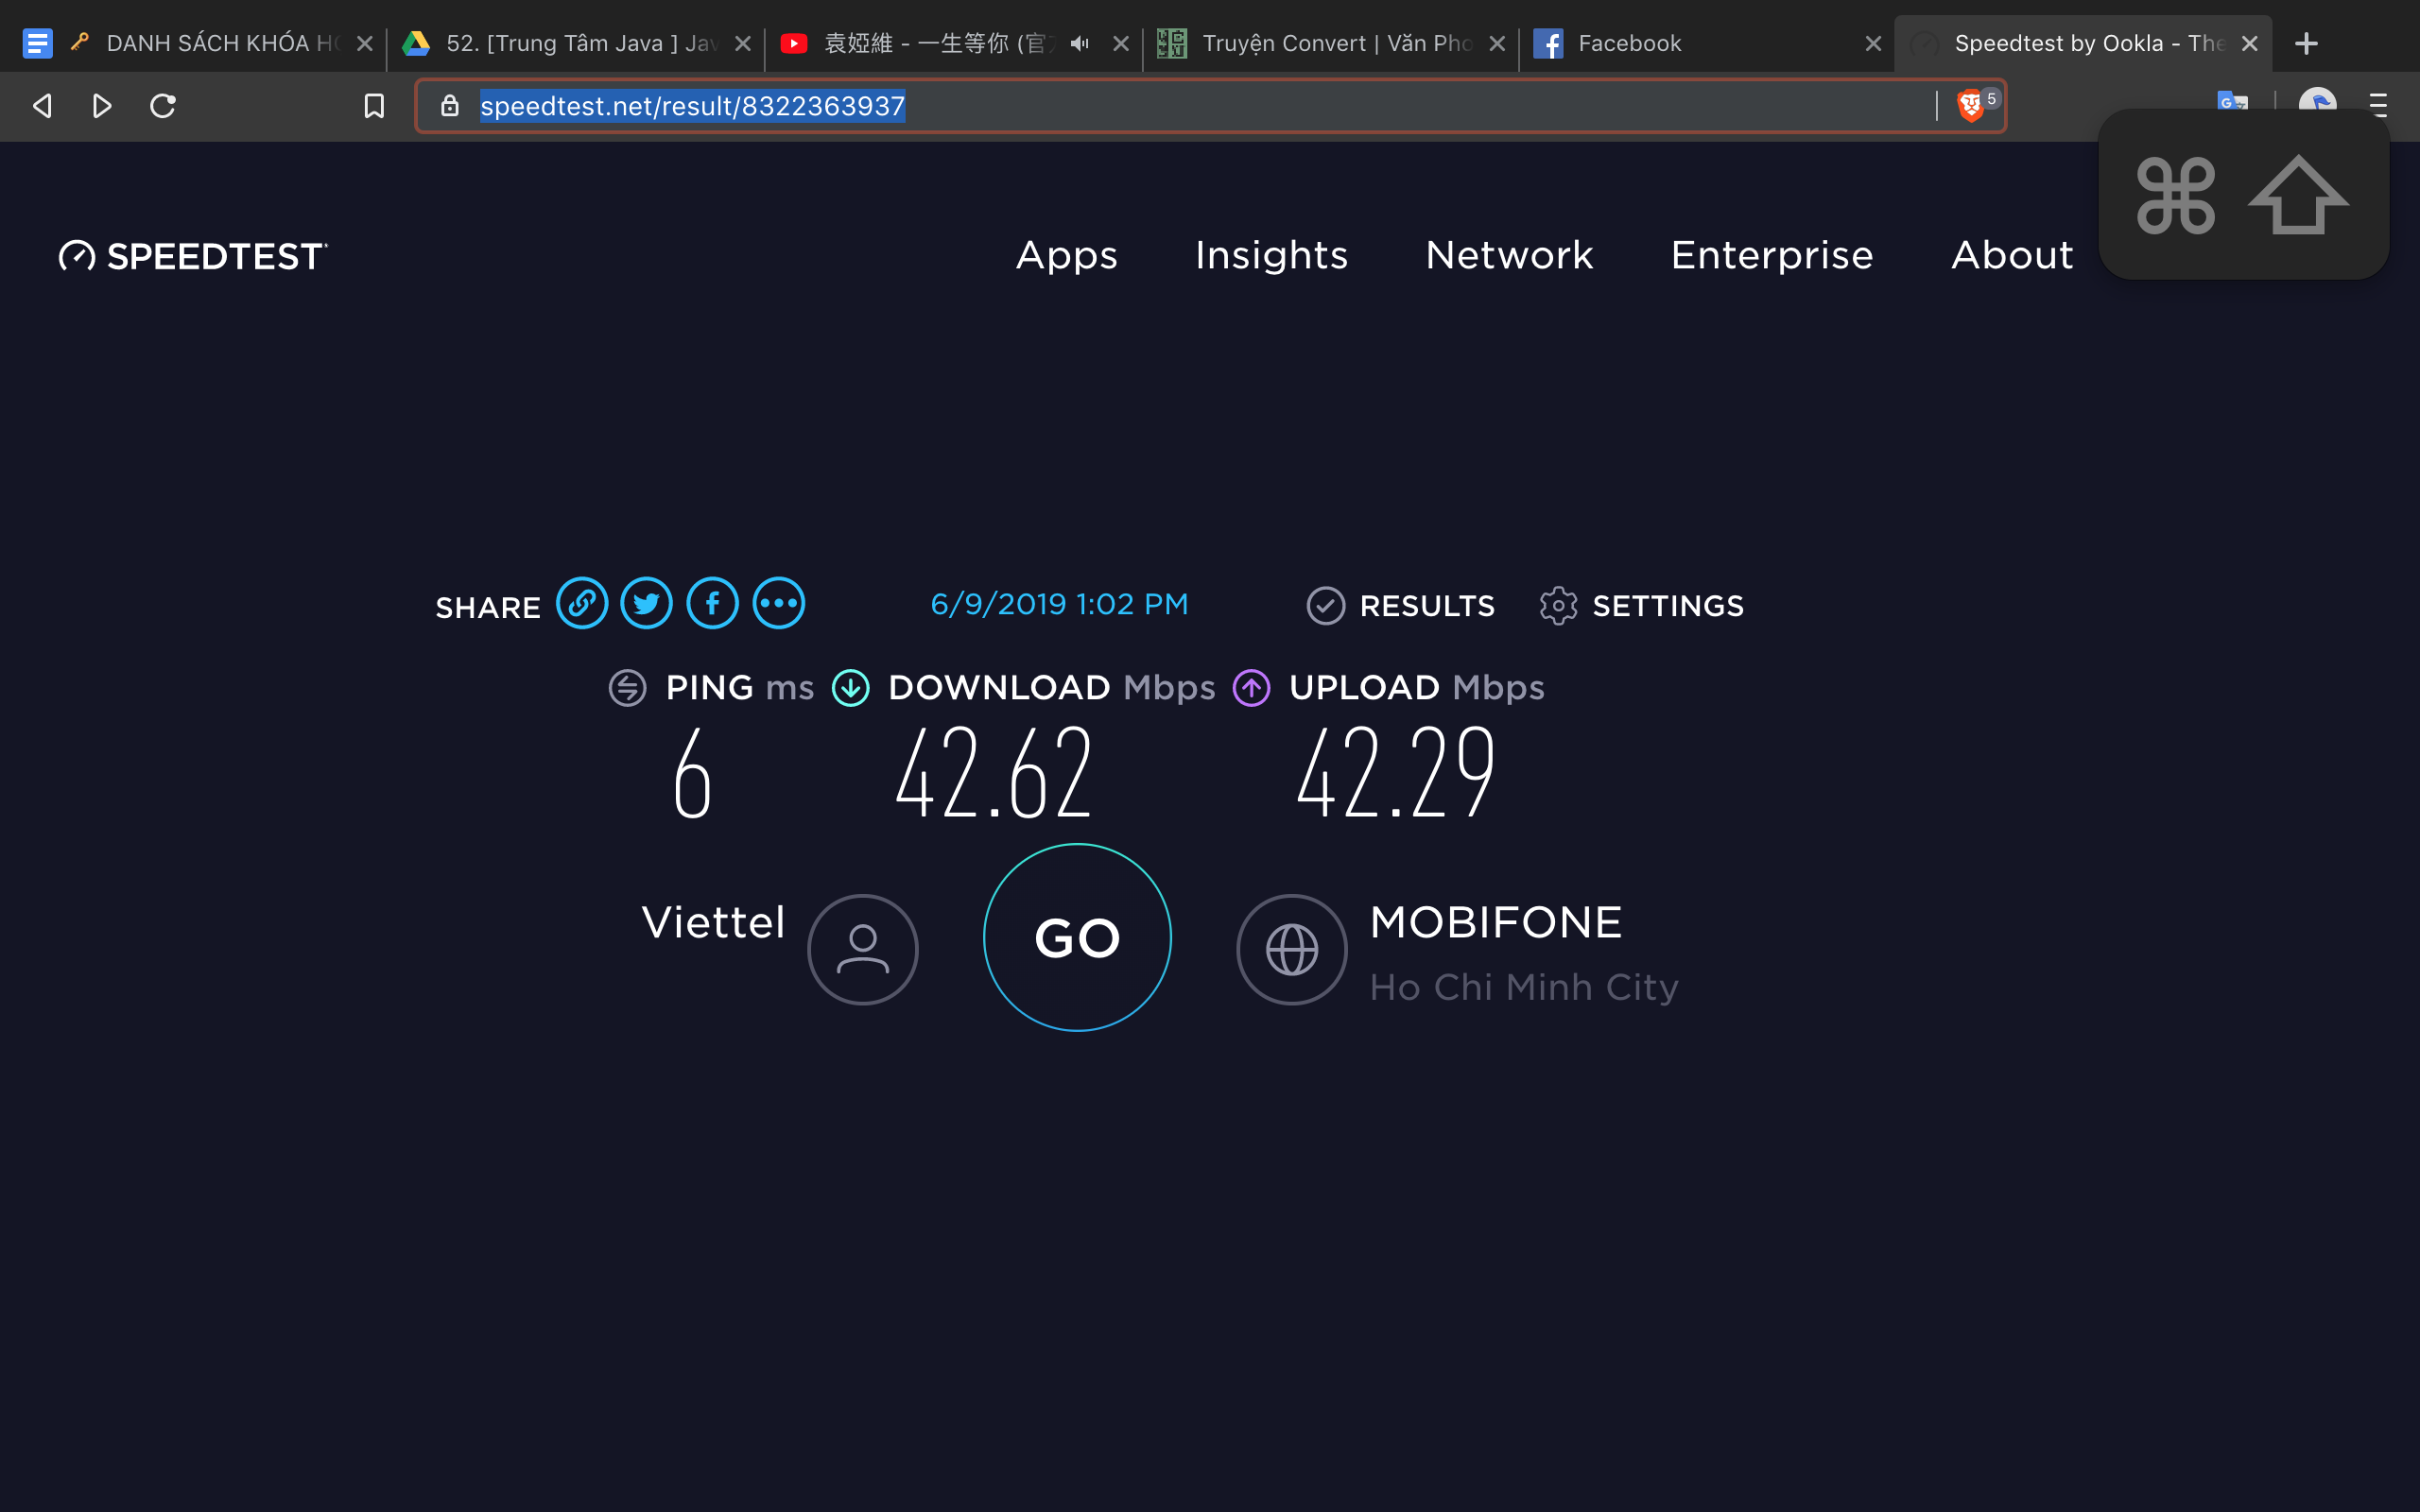 DANH SÁCH KHÓA
52. [Trung Tâm Java ]
袁婭維 - 一生等你 (官
Truyện Convert | Văn
Facebook
Speedtest by Ookla - The
speedtest.net/result/8322363937
5
SPEEDTEST
Apps
Insights
Network
Enterprise
About
SHARE
6/9/2019 1:02 PM
RESULTS
SETTINGS
PING ms
DOWNLOAD Mbps
UPLOAD Mbps
6
42.62
42.29
Viettel
GO
MOBIFONE
Ho Chi Minh City